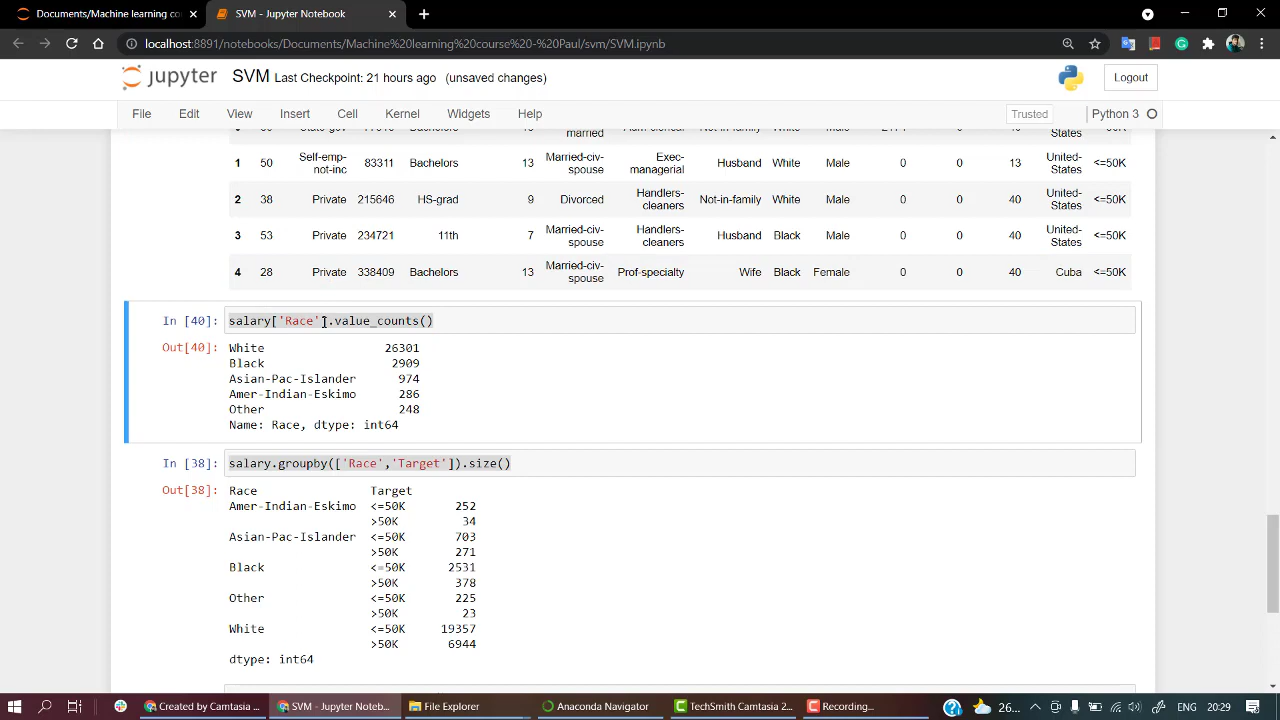 Documents/Machine learning co
SVM - Jupyter Notebook
localhost:8891/notebooks/Documents/Machine%20learning%20course%20-%20Paul/svm/SVM.ipynb
jupyter SVM Last Checkpoint: 21 hours ago (unsaved changes) Logout
File Edit View Insert Cell Kernel Widgets Help Trusted Python 3
married States
1 50 Self-emp-not-inc 83311 Bachelors 13 Married-civ-spouse Exec-managerial Husband White Male 0 0 13 United-States <=50K
2 38 Private 215646 HS-grad 9 Divorced Handlers-cleaners Not-in-family White Male 0 0 40 United-States <=50K
3 53 Private 234721 11th 7 Married-civ-spouse Handlers-cleaners Husband Black Male 0 0 40 United-States <=50K
4 28 Private 338409 Bachelors 13 Married-civ-spouse Prof-specialty Wife Black Female 0 0 40 Cuba <=50K
In [40]: salary['Race'].value_counts()
Out[40]: White 26301
Black 2909
Asian-Pac-Islander 974
Amer-Indian-Eskimo 286
Other 248
Name: Race, dtype: int64
In [38]: salary.groupby(['Race','Target']).size()
Out[38]: Race Target
Amer-Indian-Eskimo <=50K 252
>50K 34
Asian-Pac-Islander <=50K 703
>50K 271
Black <=50K 2531
>50K 378
Other <=50K 225
>50K 23
White <=50K 19357
>50K 6944
dtype: int64
Created by Camtasia ... SVM - Jupyter Noteb... File Explorer Anaconda Navigator TechSmith Camtasia 2... Recording... 26... ENG 20:29